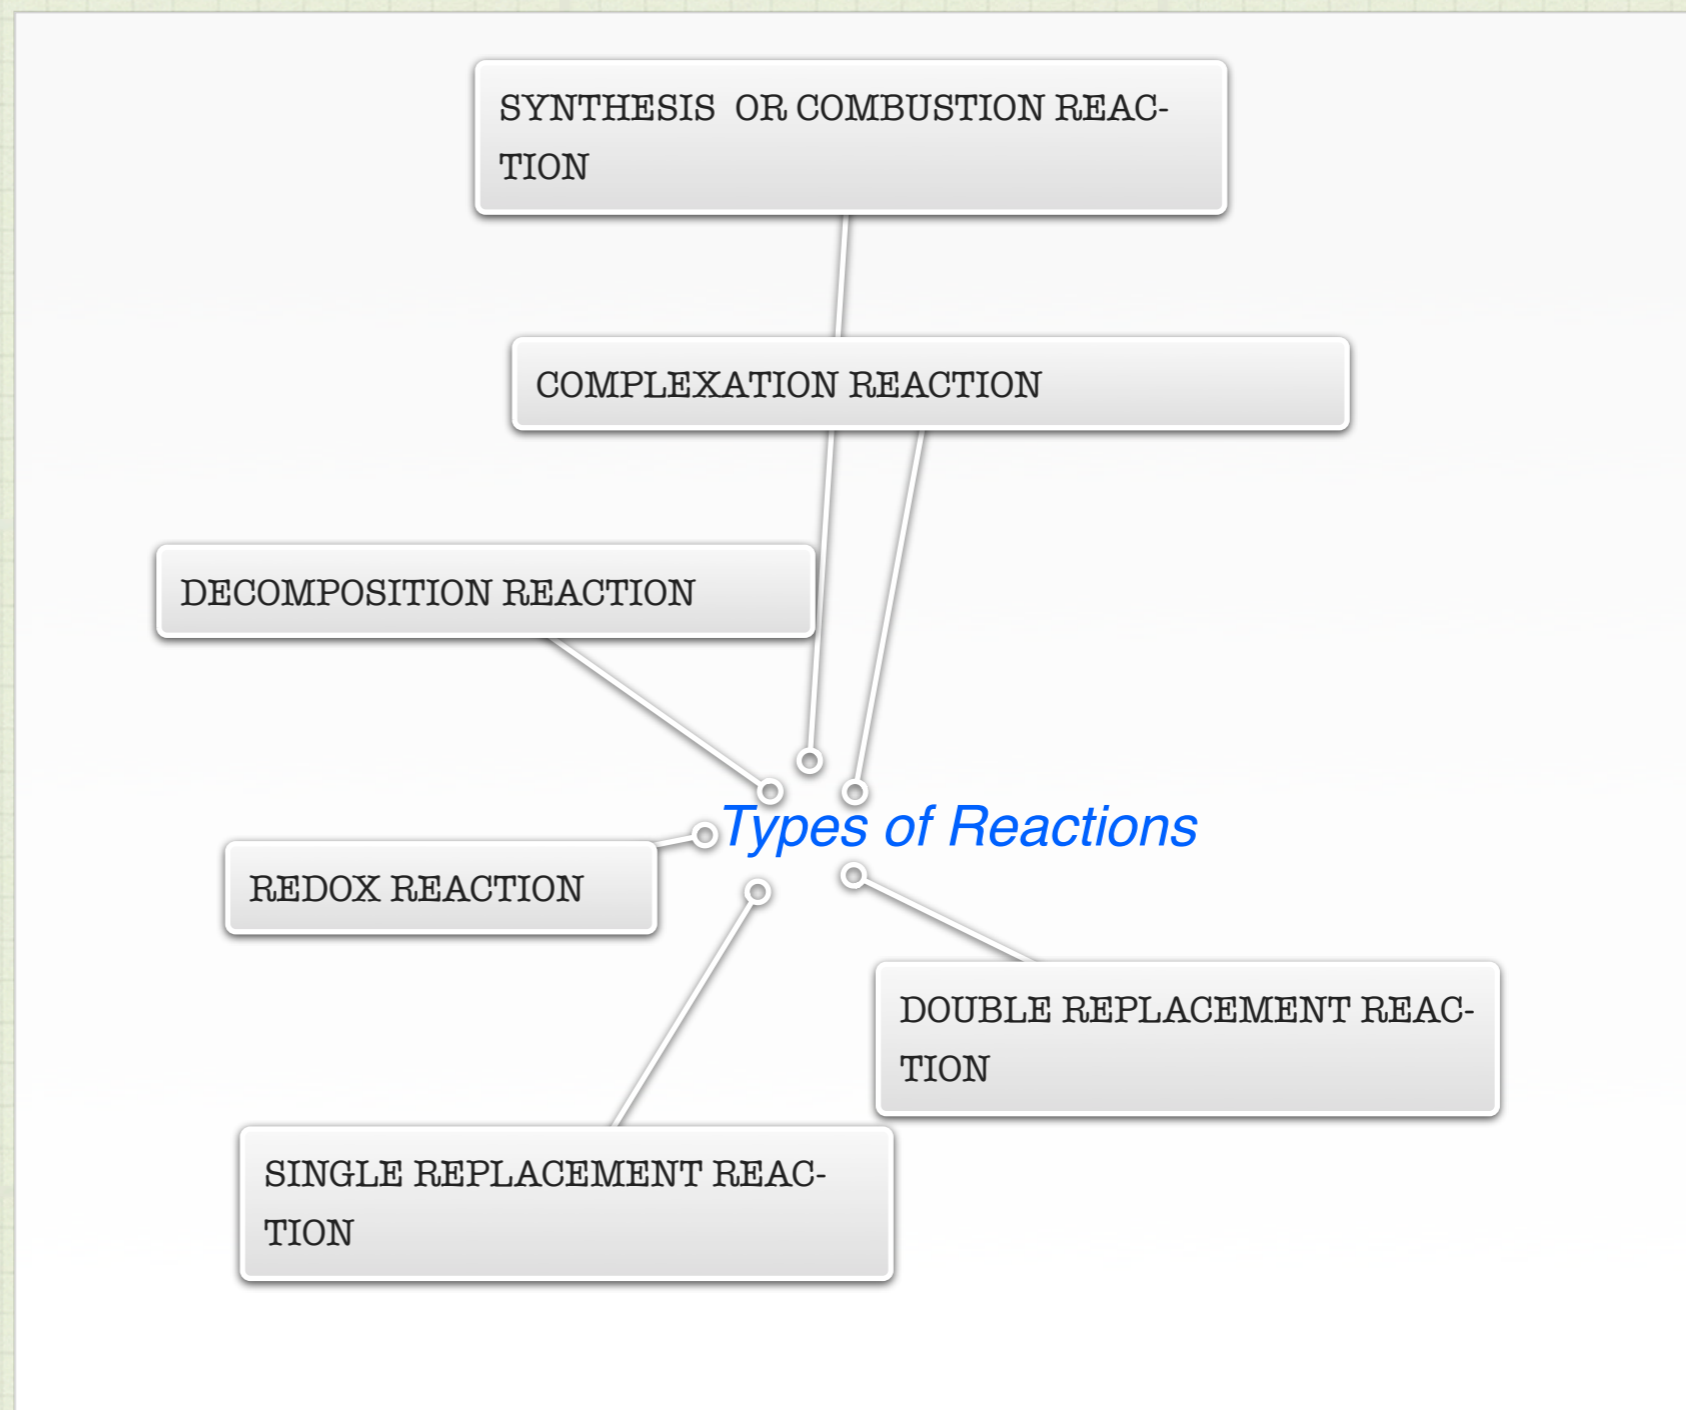 SYNTHESIS  OR COMBUSTION REAC-
TION
COMPLEXATION REACTION
DECOMPOSITION REACTION
Types of Reactions
REDOX REACTION
DOUBLE REPLACEMENT REAC-
TION
SINGLE REPLACEMENT REAC-
TION